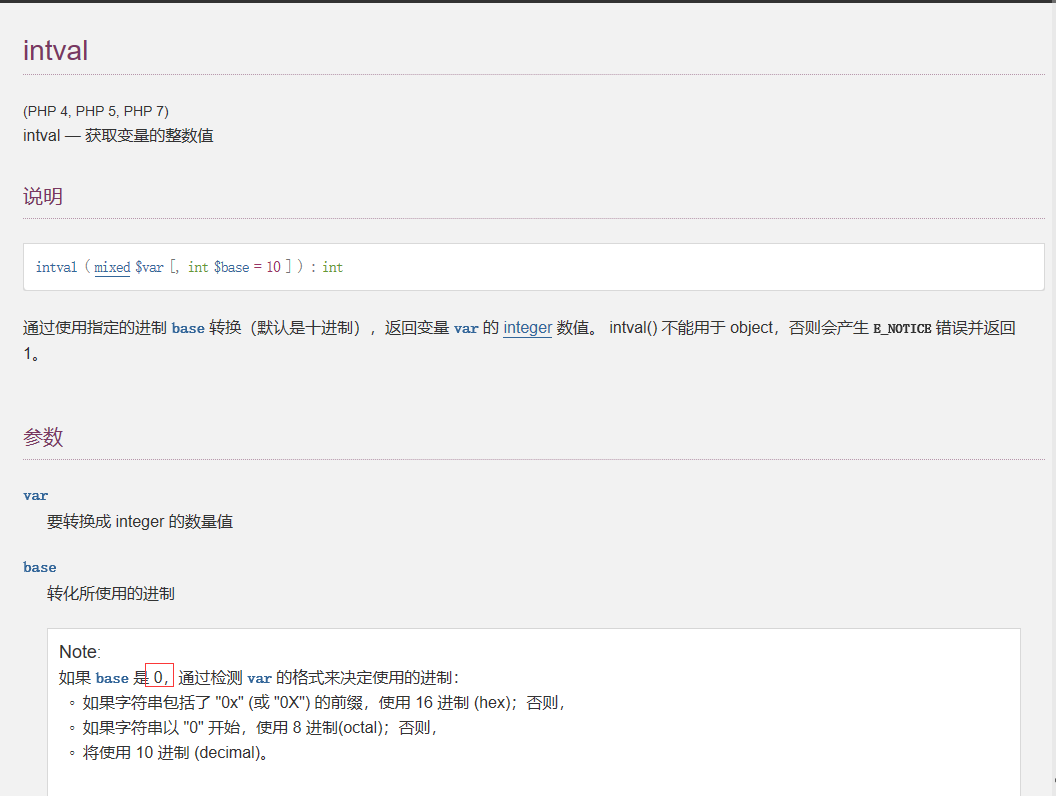 intval
(PHP 4, PHP 5, PHP 7)
intval — 获取变量的整数值
说明
intval ( mixed $var [, int $base = 10 ] ) : int
通过使用指定的进制 base 转换（默认是十进制），返回变量 var 的 integer 数值。 intval() 不能用于 object，否则会产生 E_NOTICE 错误并返回
1。
参数
var
要转换成 integer 的数量值
base
转化所使用的进制
Note:
如果 base 是 0，通过检测 var 的格式来决定使用的进制：
◦ 如果字符串包括了 "0x" (或 "0X") 的前缀，使用 16 进制 (hex)；否则，
◦ 如果字符串以 "0" 开始，使用 8 进制(octal)；否则，
◦ 将使用 10 进制 (decimal)。